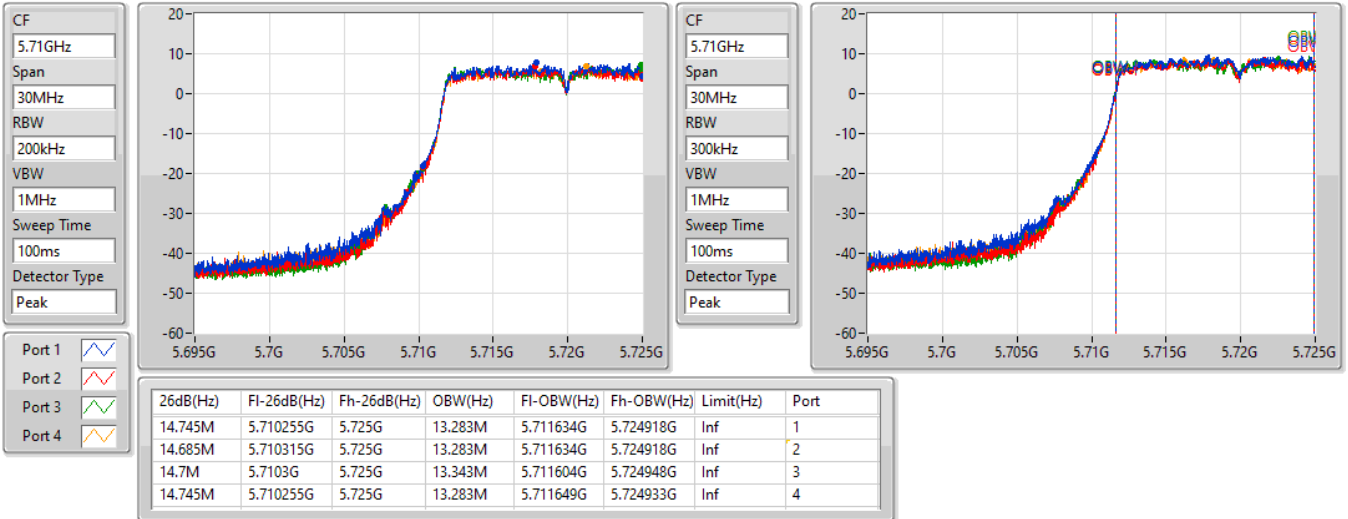 CF
5.71GHz
Span
30MHz
RBW
200kHz
VBW
1MHz
Sweep Time
100ms
Detector Type
Peak
20
10
0
-10
-20
-30
-40
-50
-60
5.695G 5.7G 5.705G 5.71G 5.715G 5.72G 5.725G
CF
5.71GHz
Span
30MHz
RBW
300kHz
VBW
1MHz
Sweep Time
100ms
Detector Type
Peak
20
10
0
-10
-20
-30
-40
-50
-60
5.695G 5.7G 5.705G 5.71G 5.715G 5.72G 5.725G
Port 1
Port 2
Port 3
Port 4
26dB(Hz) Fl-26dB(Hz) Fh-26dB(Hz) OBW(Hz) Fl-OBW(Hz) Fh-OBW(Hz) Limit(Hz) Port
14.745M 5.710255G 5.725G 13.283M 5.711634G 5.724918G Inf 1
14.685M 5.710315G 5.725G 13.283M 5.711634G 5.724918G Inf 2
14.7M 5.7103G 5.725G 13.343M 5.711604G 5.724948G Inf 3
14.745M 5.710255G 5.725G 13.283M 5.711649G 5.724933G Inf 4